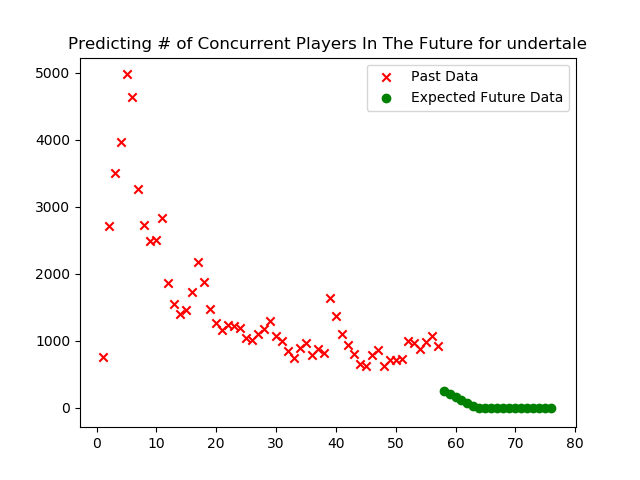 Predicting # of Concurrent Players In The Future for undertale
Past Data
Expected Future Data
5000
4000
3000
2000
1000
0
0 10 20 30 40 50 60 70 80